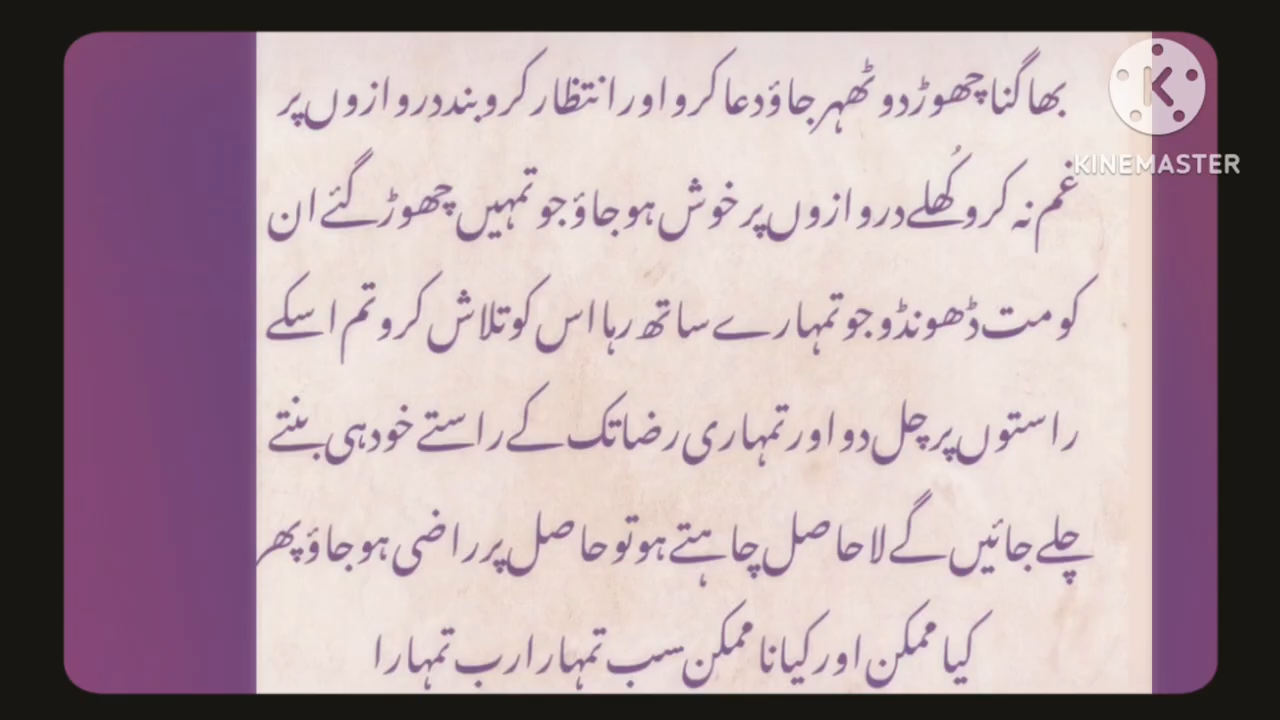 بھاگنا چھوڑ دو ٹھہر جاؤ دعا کرو اور انتظار کرو بند دروازوں پر
غم نہ کرو کُھلے دروازوں پر خوش ہو جاؤ جو تمہیں چھوڑ گئے ان
کو مت ڈھونڈو جو تمہارے ساتھ رہا اس کو تلاش کرو تم اسکے
راستوں پر چل دو اور تمہاری رضا تک کے راستے خود ہی بنتے
چلے جائیں گے لا حاصل چاہتے ہو تو حاصل پر راضی ہو جاؤ پھر
کیا ممکن اور کیا نا ممکن سب تمہارا رب تمہارا
KINEMASTER